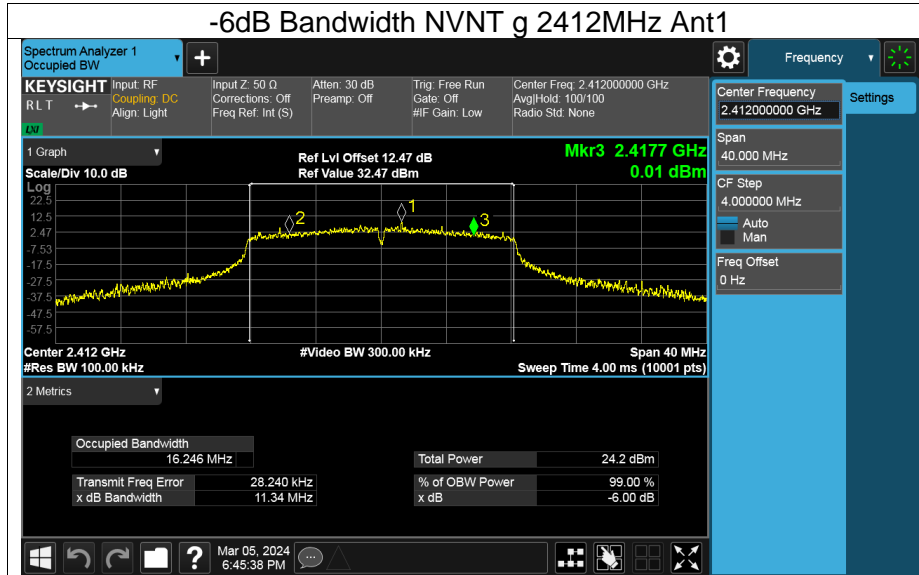 -6dB Bandwidth NVNT g 2412MHz Ant1
Spectrum Analyzer 1
Occupied BW
+
Frequency
KEYSIGHT
RLT
LXI
Input: RF
Coupling: DC
Align: Light
Input Z: 50 Ω
Corrections: Off
Freq Ref: Int (S)
Atten: 30 dB
Preamp: Off
Trig: Free Run
Gate: Off
#IF Gain: Low
Center Freq: 2.412000000 GHz
Avg|Hold: 100/100
Radio Std: None
Center Frequency
2.412000000 GHz
Settings
Span
40.000 MHz
CF Step
4.000000 MHz
Auto
Man
Freq Offset
0 Hz
1 Graph
Scale/Div 10.0 dB
Ref Lvl Offset 12.47 dB
Ref Value 32.47 dBm
Mkr3 2.4177 GHz
0.01 dBm
Log
22.5
12.5
2.47
-7.53
-17.5
-27.5
-37.5
-47.5
-57.5
2
1
3
Center 2.412 GHz
#Video BW 300.00 kHz
Span 40 MHz
#Res BW 100.00 kHz
Sweep Time 4.00 ms (10001 pts)
2 Metrics
Occupied Bandwidth
16.246 MHz
Total Power 24.2 dBm
Transmit Freq Error 28.240 kHz
% of OBW Power 99.00 %
x dB Bandwidth 11.34 MHz
x dB -6.00 dB
?
Mar 05, 2024
6:45:38 PM